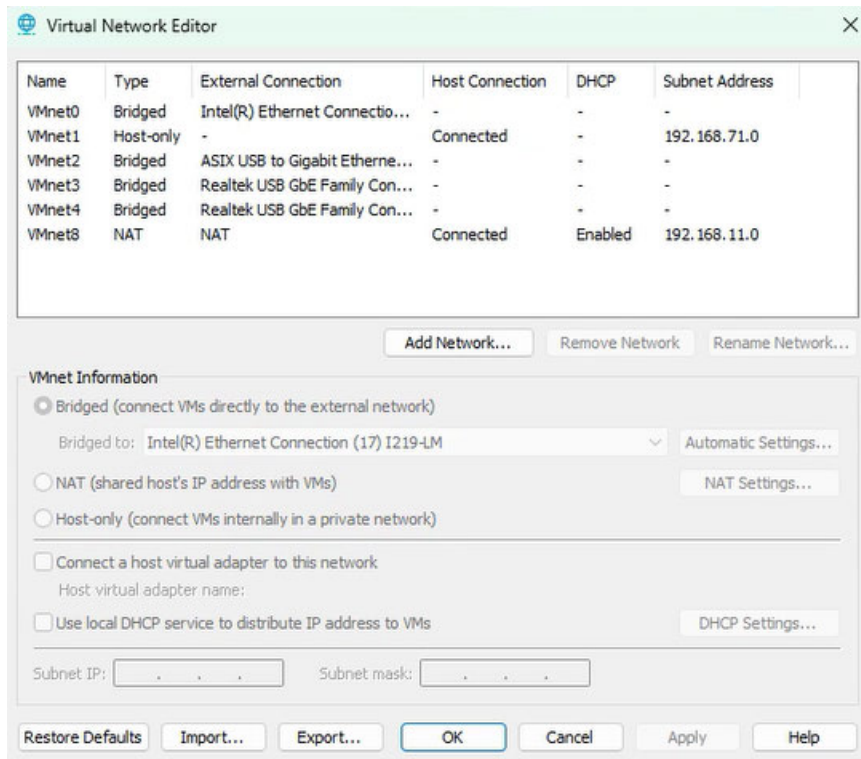 Virtual Network Editor
Name Type External Connection Host Connection DHCP Subnet Address
VMnet0 Bridged Intel(R) Ethernet Connectio... - - -
VMnet1 Host-only - Connected - 192.168.71.0
VMnet2 Bridged ASIX USB to Gigabit Etherne... - - -
VMnet3 Bridged Realtek USB GbE Family Con... - - -
VMnet4 Bridged Realtek USB GbE Family Con... - - -
VMnet8 NAT NAT Connected Enabled 192.168.11.0
Add Network... Remove Network Rename Network...
VMnet Information
Bridged (connect VMs directly to the external network)
Bridged to: Intel(R) Ethernet Connection (17) I219-LM Automatic Settings...
NAT (shared host's IP address with VMs) NAT Settings...
Host-only (connect VMs internally in a private network)
Connect a host virtual adapter to this network
Host virtual adapter name:
Use local DHCP service to distribute IP address to VMs DHCP Settings...
Subnet IP: . . . Subnet mask: . . .
Restore Defaults Import... Export... OK Cancel Apply Help